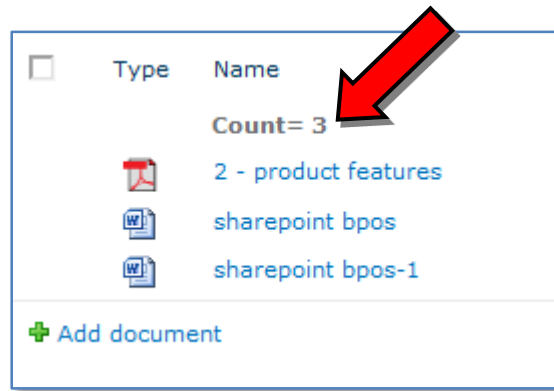 Type Name
Count= 3
2 - product features
sharepoint bpos
sharepoint bpos-1
Add document